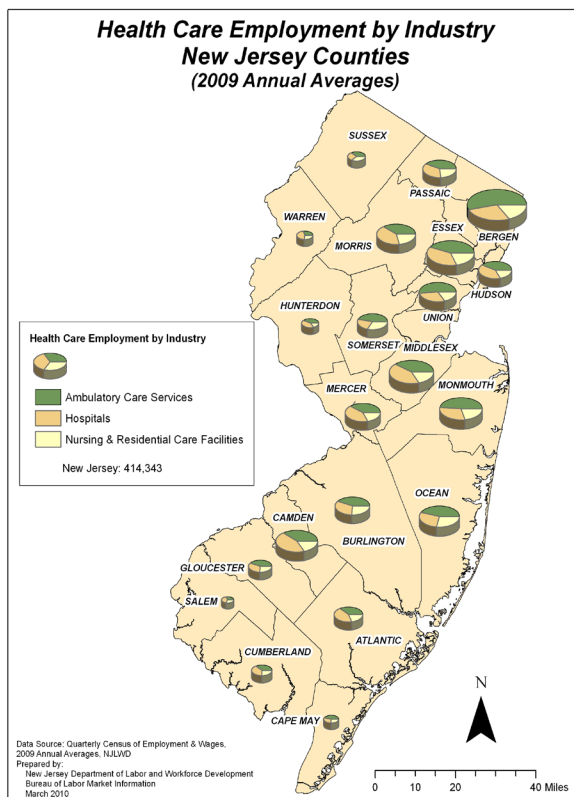 Health Care Employment by Industry
New Jersey Counties
(2009 Annual Averages)
SUSSEX
PASSAIC
WARREN
ESSEX
BERGEN
MORRIS
HUDSON
HUNTERDON
UNION
SOMERSET
MIDDLESEX
MERCER
MONMOUTH
Health Care Employment by Industry
Ambulatory Care Services
Hospitals
Nursing & Residential Care Facilities
New Jersey: 414,343
OCEAN
CAMDEN
BURLINGTON
GLOUCESTER
SALEM
ATLANTIC
CUMBERLAND
CAPE MAY
N
Data Source: Quarterly Census of Employment & Wages,
2009 Annual Averages, NJLWD
Prepared by:
New Jersey Department of Labor and Workforce Development
Bureau of Labor Market Information
March 2010
0 10 20 40 Miles